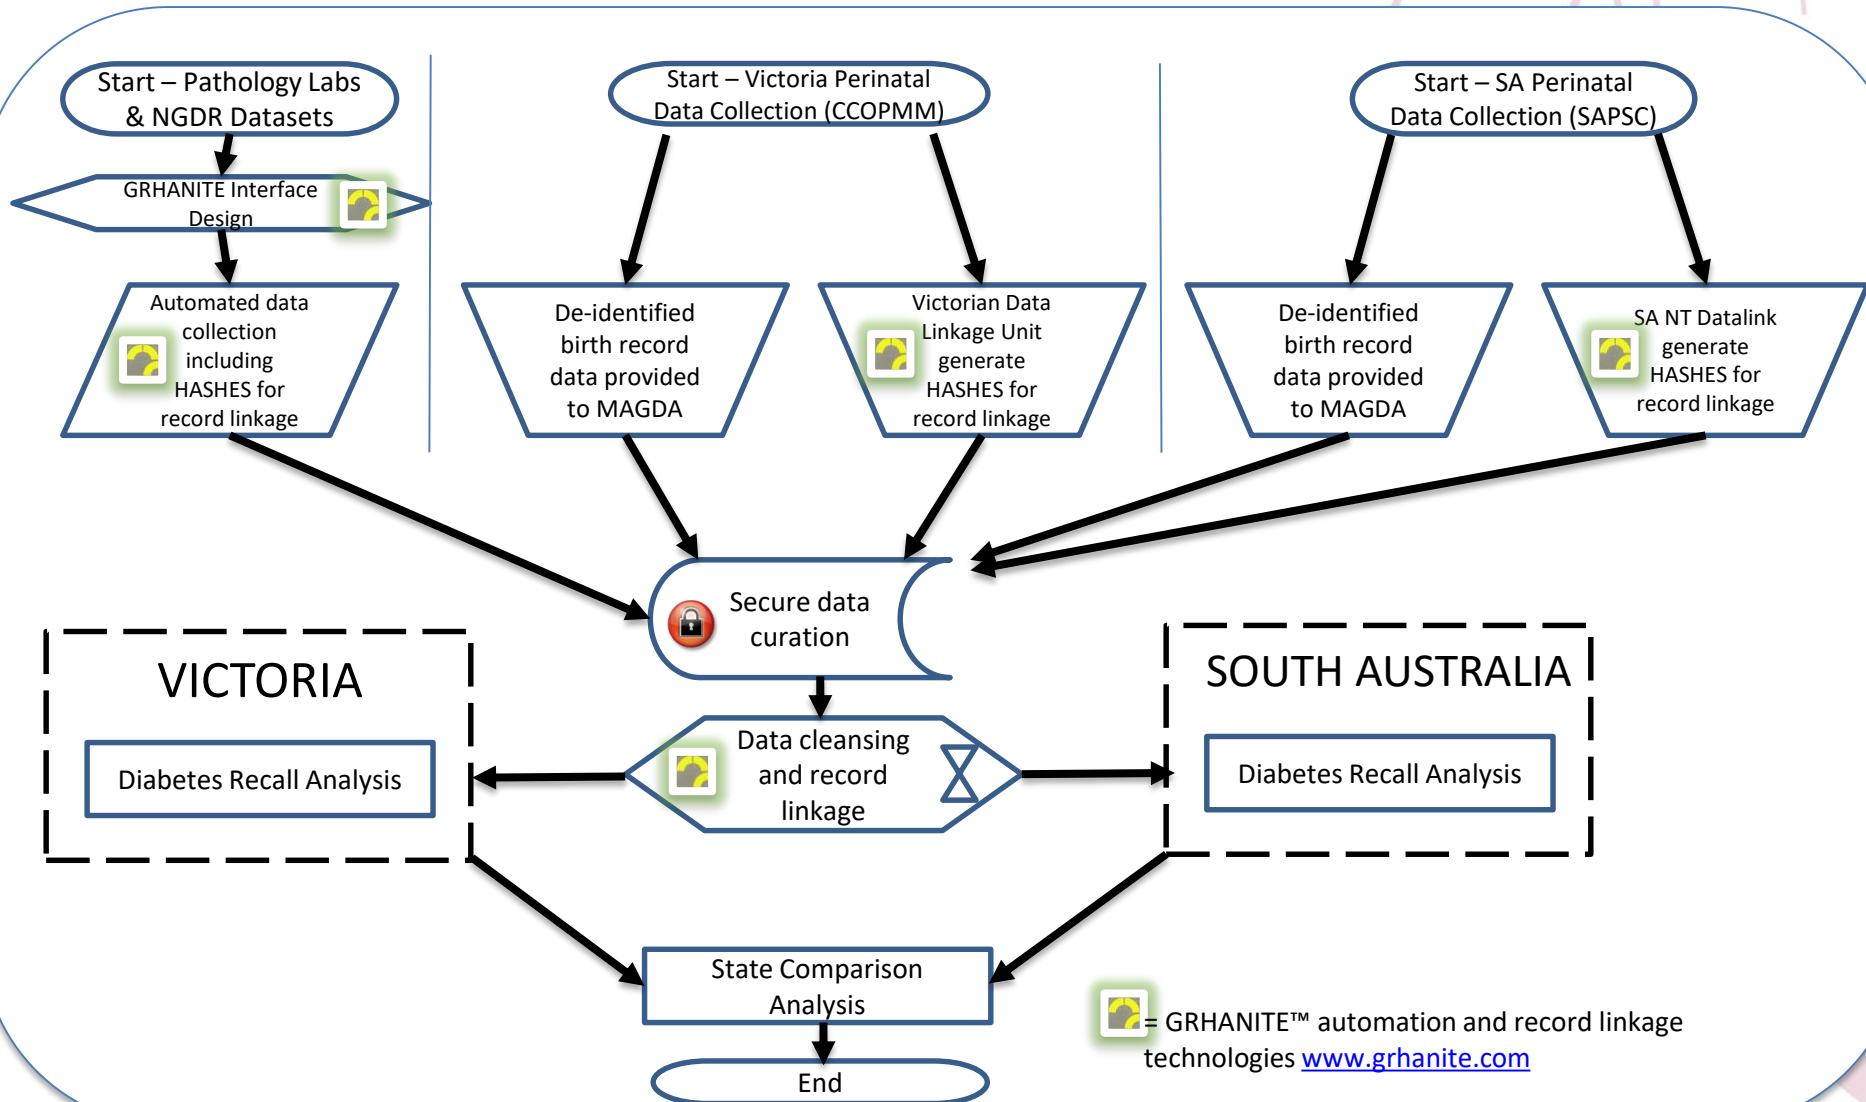 Start – Pathology Labs
& NGDR Datasets
GRHANITE Interface
Design
Automated data
collection
including
HASHES for
record linkage
Start – Victoria Perinatal
Data Collection (CCOPMM)
De-identified
birth record
data provided
to MAGDA
Victorian Data
Linkage Unit
generate
HASHES for
record linkage
Start – SA Perinatal
Data Collection (SAPSC)
De-identified
birth record
data provided
to MAGDA
SA NT Datalink
generate
HASHES for
record linkage
Secure data
curation
Data cleansing
and record
linkage
VICTORIA
Diabetes Recall Analysis
SOUTH AUSTRALIA
Diabetes Recall Analysis
State Comparison
Analysis
End
= GRHANITE™ automation and record linkage
technologies www.grhanite.com